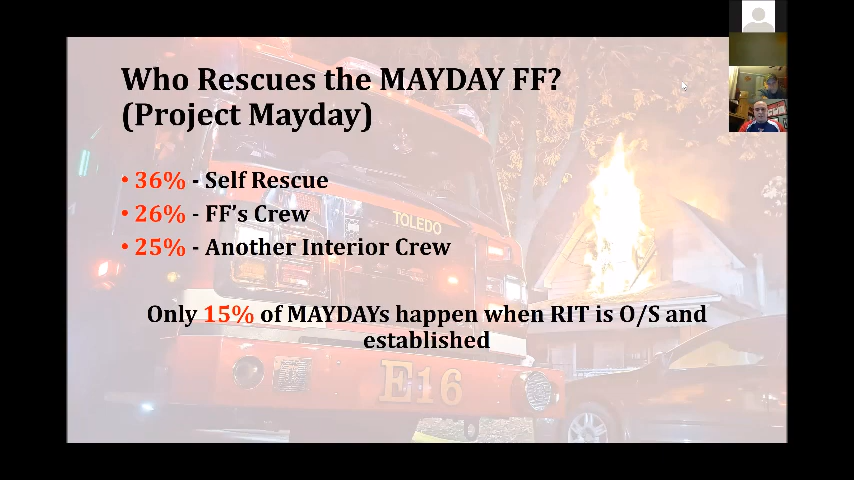 Who Rescues the MAYDAY FF?
(Project Mayday)
• 36% - Self Rescue
• 26% - FF's Crew
• 25% - Another Interior Crew
Only 15% of MAYDAYs happen when RIT is O/S and
established
TOLEDO
E16